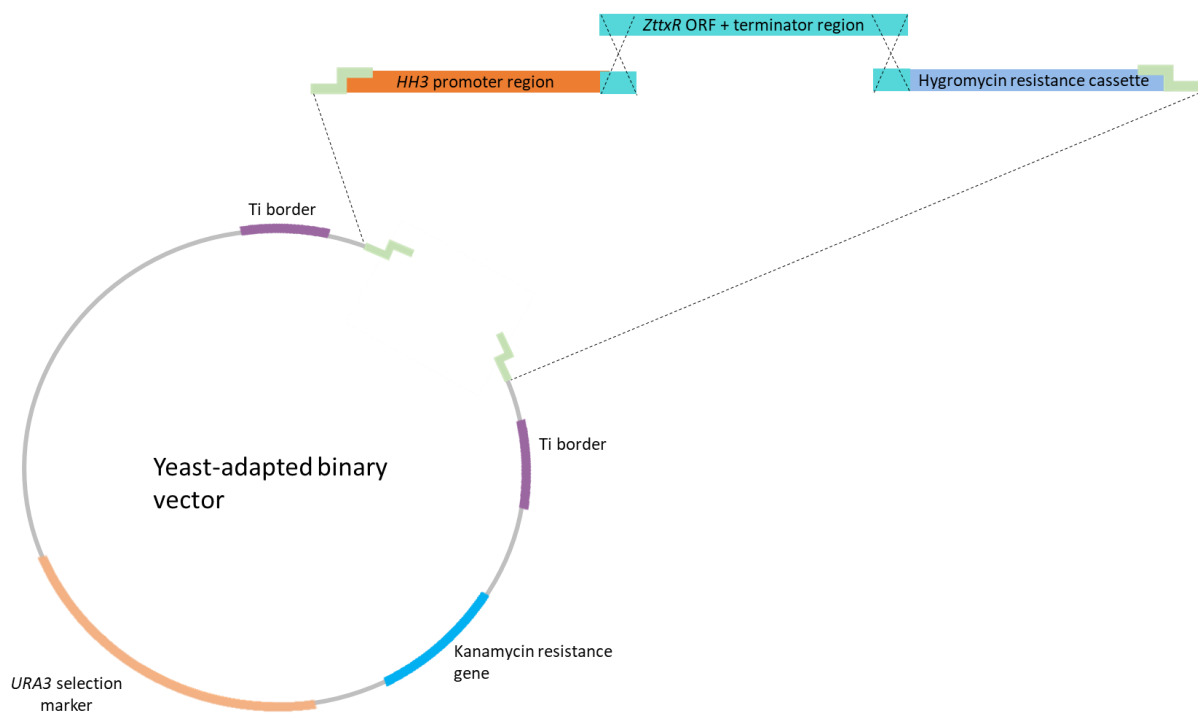 ZttxR ORF + terminator region
HH3 promoter region
Hygromycin resistance cassette
Ti border
Ti border
Yeast-adapted binary
vector
Kanamycin resistance
gene
URA3 selection
marker